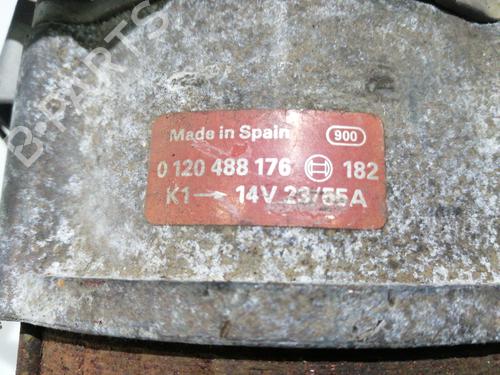 B-PARTS
Made in Spain 900
0 120 488 176 182
K1 → 14V 23/55A